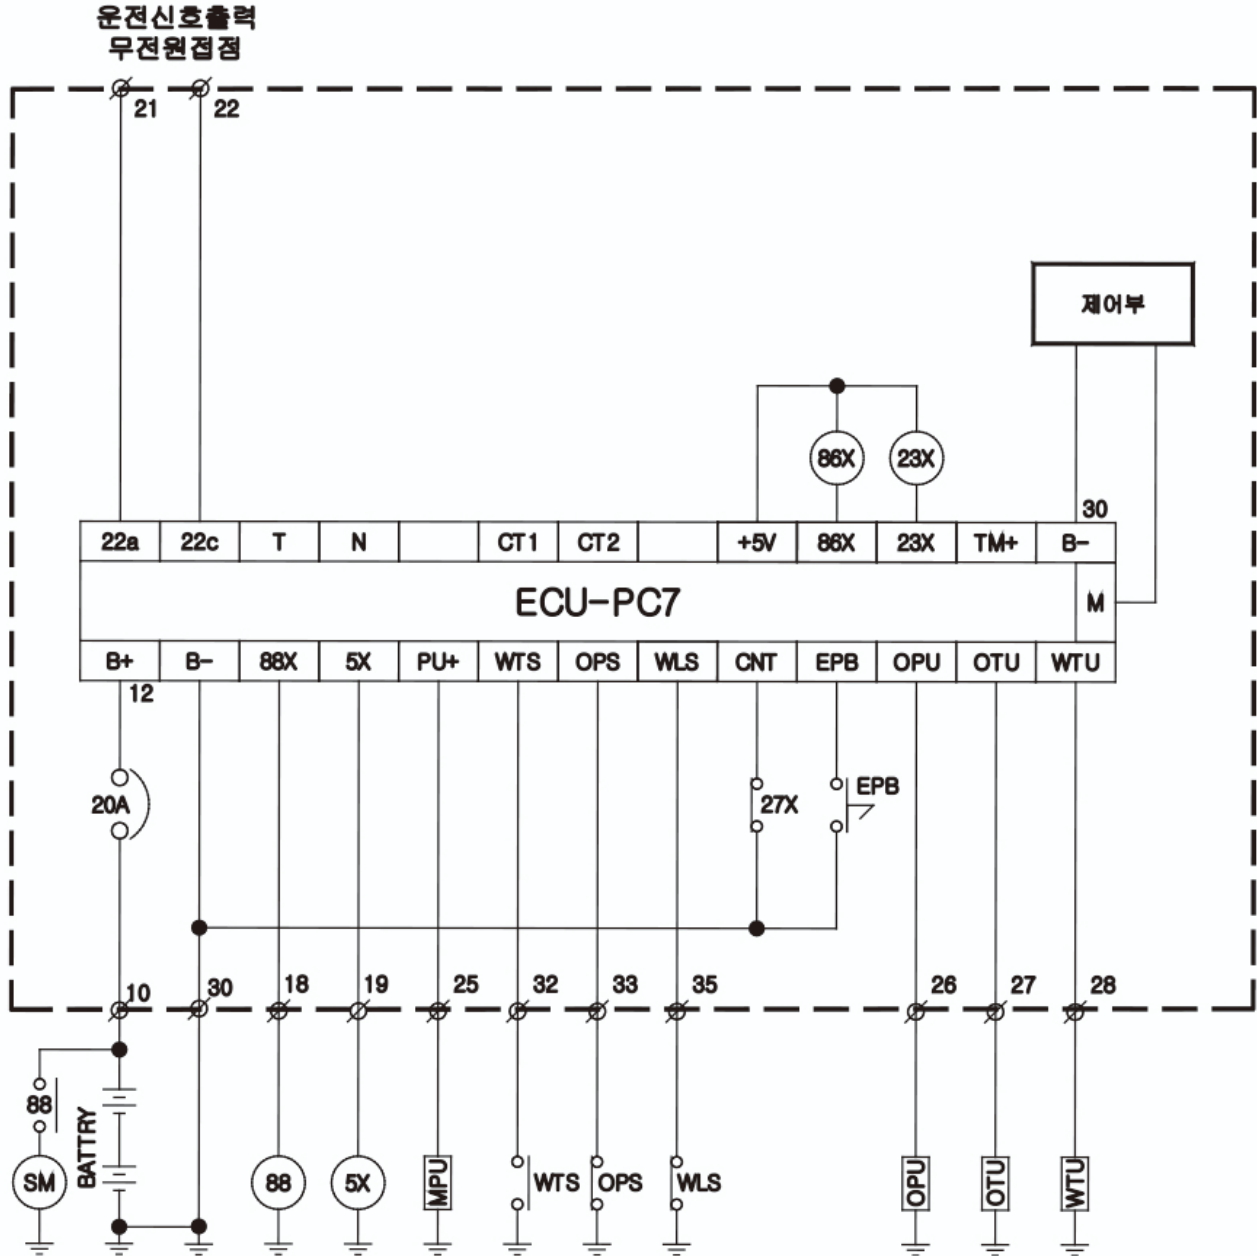 운전신호출력
무전원접점
21
22
제어부
86X
23X
30
22a
22c
T
N
CT1
CT2
+5V
86X
23X
TM+
B-
ECU-PC7
M
B+
B-
88X
5X
PU+
WTS
OPS
WLS
CNT
EPB
OPU
OTU
WTU
12
20A
27X
EPB
10
30
18
19
25
32
33
35
26
27
28
88
BATTRY
SM
88
5X
MPU
WTS
OPS
WLS
OPU
OTU
WTU